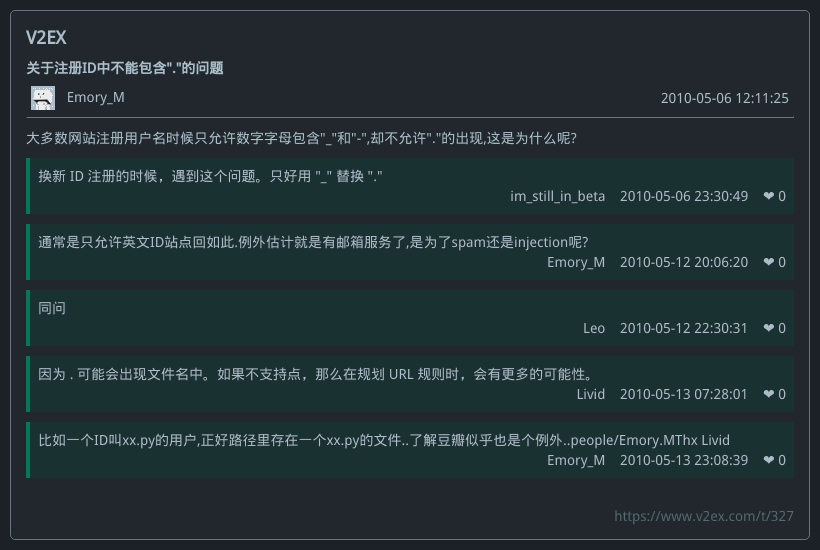 V2EX
关于注册ID中不能包含"."的问题
Emory_M 2010-05-06 12:11:25
大多数网站注册用户名时候只允许数字字母包含"_"和"-",却不允许"."的出现,这是为什么呢?
换新 ID 注册的时候，遇到这个问题。只好用 "_" 替换 "."
im_still_in_beta 2010-05-06 23:30:49 ❤ 0
通常是只允许英文ID站点回如此.例外估计就是有邮箱服务了,是为了spam还是injection呢?
Emory_M 2010-05-12 20:06:20 ❤ 0
同问
Leo 2010-05-12 22:30:31 ❤ 0
因为 . 可能会出现文件名中。如果不支持点，那么在规划 URL 规则时，会有更多的可能性。
Livid 2010-05-13 07:28:01 ❤ 0
比如一个ID叫xx.py的用户,正好路径里存在一个xx.py的文件..了解豆瓣似乎也是个例外..people/Emory.MThx Livid
Emory_M 2010-05-13 23:08:39 ❤ 0
https://www.v2ex.com/t/327